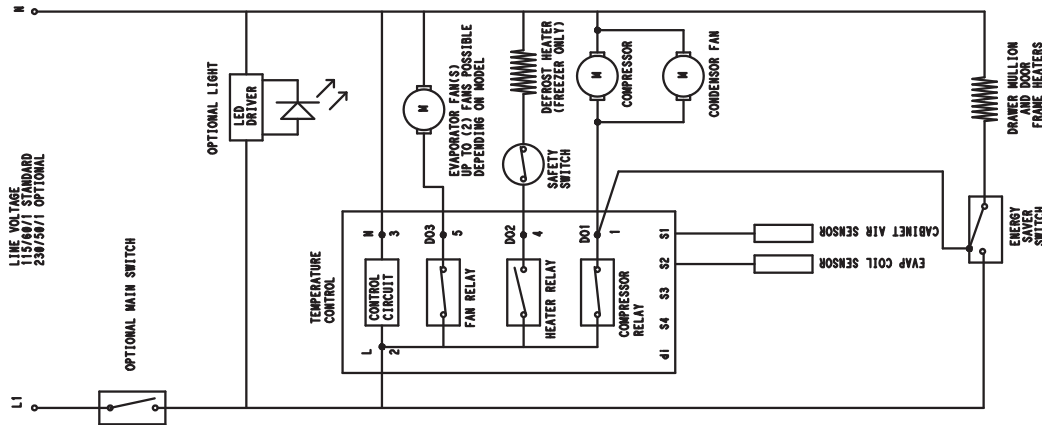 N
OPTIONAL LIGHT
LED
DRIVER
M
EVAPORATOR FAN(S)
UP TO (2) FANS POSSIBLE
DEPENDING ON MODEL
DEFROST HEATER
(FREEZER ONLY)
SAFETY
SWITCH
M
COMPRESSOR
M
CONDENSOR FAN
DRAWER MULLION
AND DOOR
FRAME HEATERS
LINE VOLTAGE
115/60/1 STANDARD
230/50/1 OPTIONAL
OPTIONAL MAIN SWITCH
L1
TEMPERATURE
CONTROL
N
3
DO3
5
DO2
4
DO1
1
CONTROL
CIRCUIT
FAN RELAY
HEATER RELAY
COMPRESSOR
RELAY
L
2
S1
S2
S3
S4
dI
CABINET AIR SENSOR
EVAP COIL SENSOR
ENERGY
SAVER
SWITCH